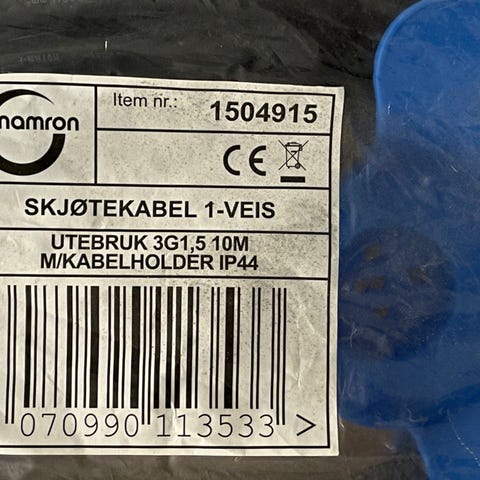 namron
Item nr.: 1504915
CE
SKJØTEKABEL 1-VEIS
UTEBRUK 3G1,5 10M
M/KABELHOLDER IP44
070990 113533 >